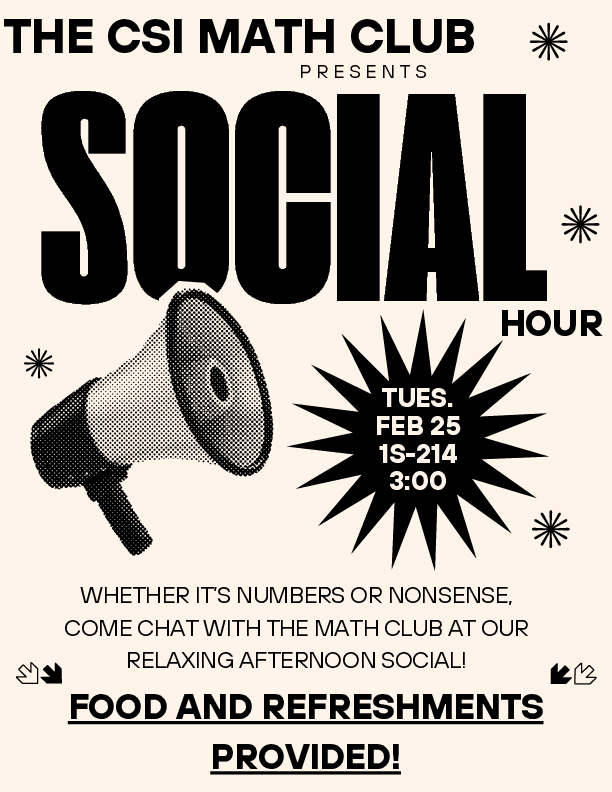 THE CSI MATH CLUB
PRESENTS
SOCIAL
HOUR
TUES.
FEB 25
1S-214
3:00
WHETHER IT'S NUMBERS OR NONSENSE,
COME CHAT WITH THE MATH CLUB AT OUR
RELAXING AFTERNOON SOCIAL!
FOOD AND REFRESHMENTS
PROVIDED!